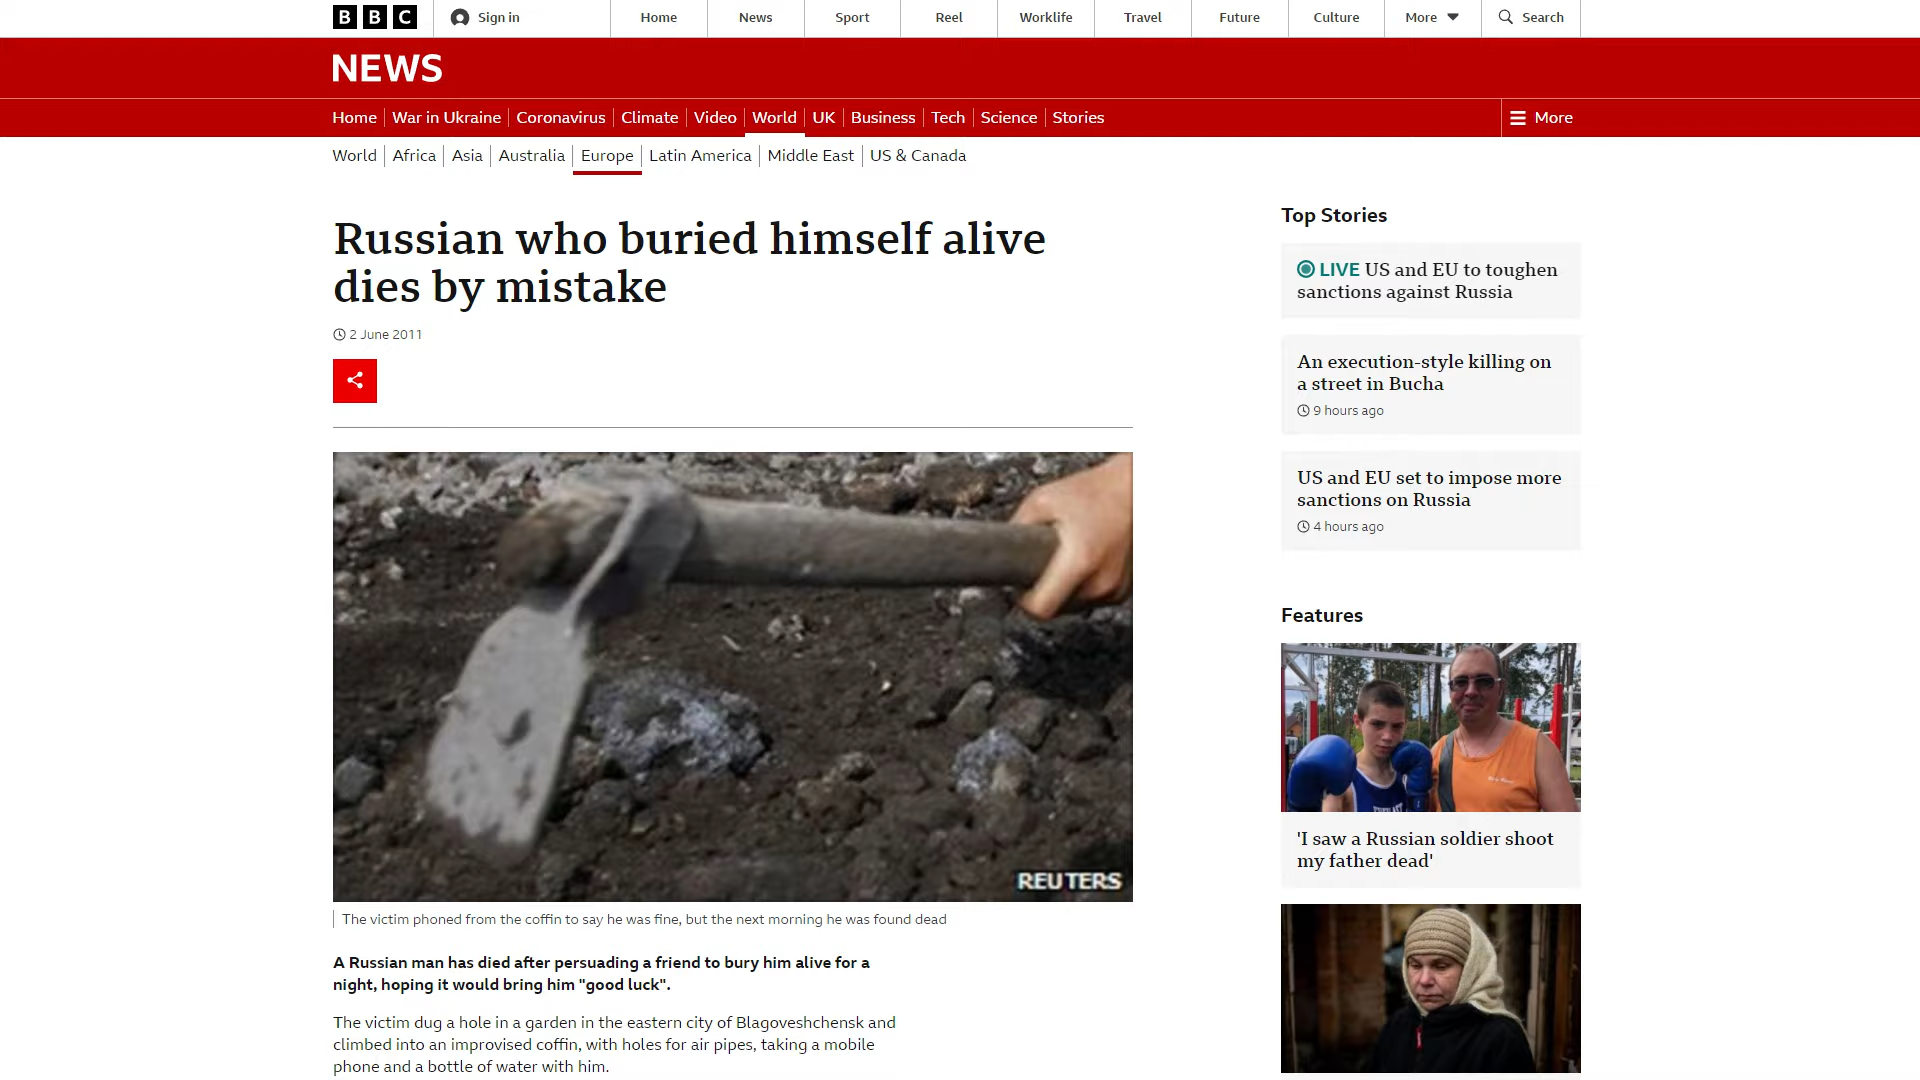 BBC
Sign in
Home
News
Sport
Reel
Worklife
Travel
Future
Culture
More
Search
NEWS
Home
War in Ukraine
Coronavirus
Climate
Video
World
UK
Business
Tech
Science
Stories
More
World
Africa
Asia
Australia
Europe
Latin America
Middle East
US & Canada
Russian who buried himself alive
dies by mistake
2 June 2011
REUTERS
The victim phoned from the coffin to say he was fine, but the next morning he was found dead
A Russian man has died after persuading a friend to bury him alive for a
night, hoping it would bring him "good luck".
The victim dug a hole in a garden in the eastern city of Blagoveshchensk and
climbed into an improvised coffin, with holes for air pipes, taking a mobile
phone and a bottle of water with him.
Top Stories
LIVE US and EU to toughen
sanctions against Russia
An execution-style killing on
a street in Bucha
9 hours ago
US and EU set to impose more
sanctions on Russia
4 hours ago
Features
'I saw a Russian soldier shoot
my father dead'